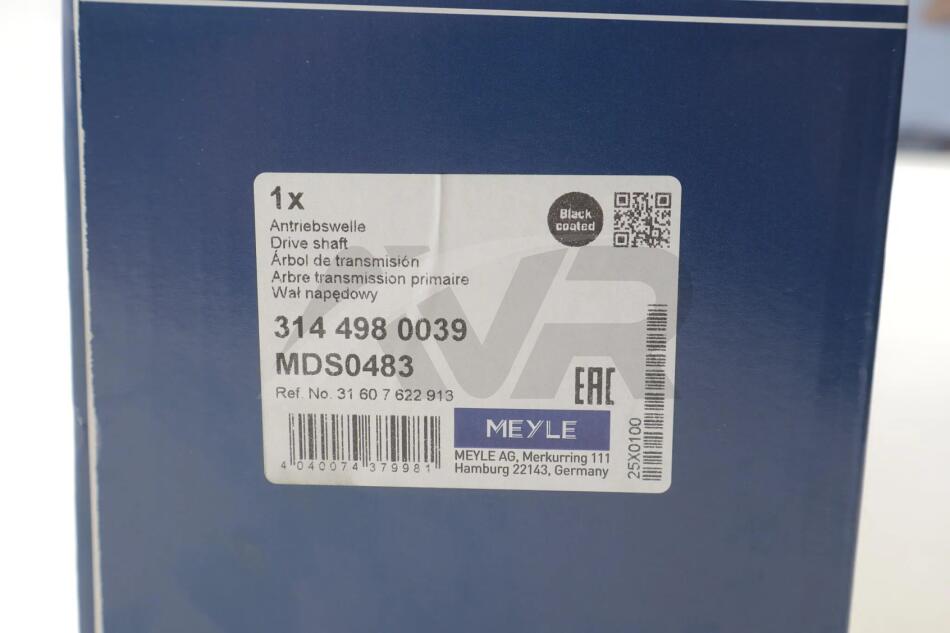 1x
Black
coated
Antriebswelle
Drive shaft
Árbol de transmisión
Arbre transmission primaire
Wał napędowy
314 498 0039
MDS0483
Ref. No. 31 60 7 622 913
EAC
MEYLE
MEYLE AG, Merkurring 111
Hamburg 22143, Germany
4 040074 379981
25X0100
AVR